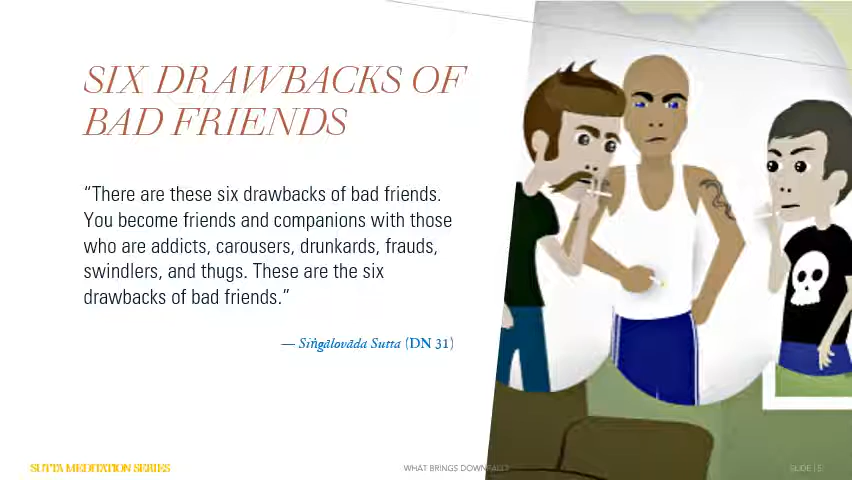 SIX DRAWBACKS OF
BAD FRIENDS
“There are these six drawbacks of bad friends.
You become friends and companions with those
who are addicts, carousers, drunkards, frauds,
swindlers, and thugs. These are the six
drawbacks of bad friends.”
— Siṅgālovāda Sutta (DN 31)
SUTTA MEDITATION SERIES
WHAT BRINGS DOWNFALL?
SLIDE | 5